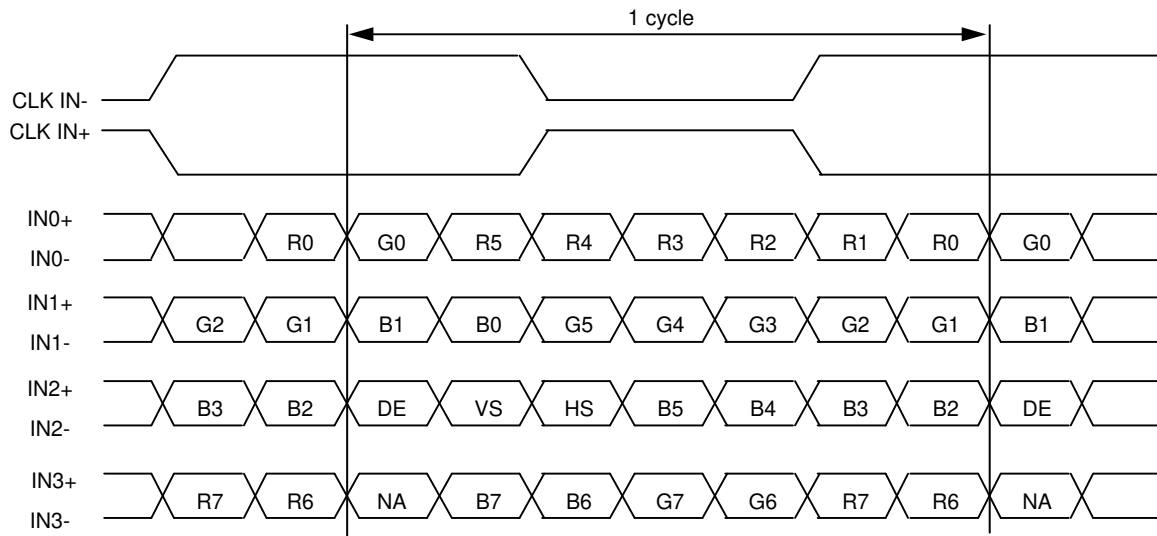 1 cycle
CLK IN-
CLK IN+
IN0+
R0 G0 R5 R4 R3 R2 R1 R0 G0
IN0-
IN1+
G2 G1 B1 B0 G5 G4 G3 G2 G1 B1
IN1-
IN2+
B3 B2 DE VS HS B5 B4 B3 B2 DE
IN2-
IN3+
R7 R6 NA B7 B6 G7 G6 R7 R6 NA
IN3-